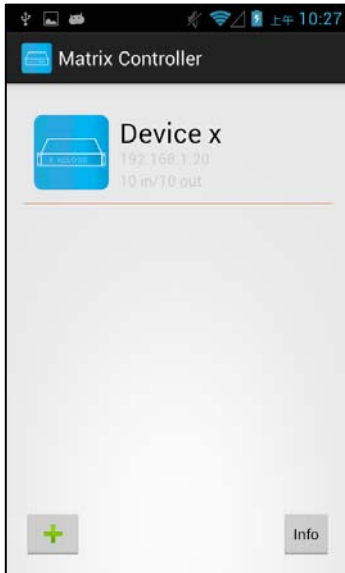 上午 10:27
Matrix Controller
Device x
192.168.1.20
10 in/10 out
Info